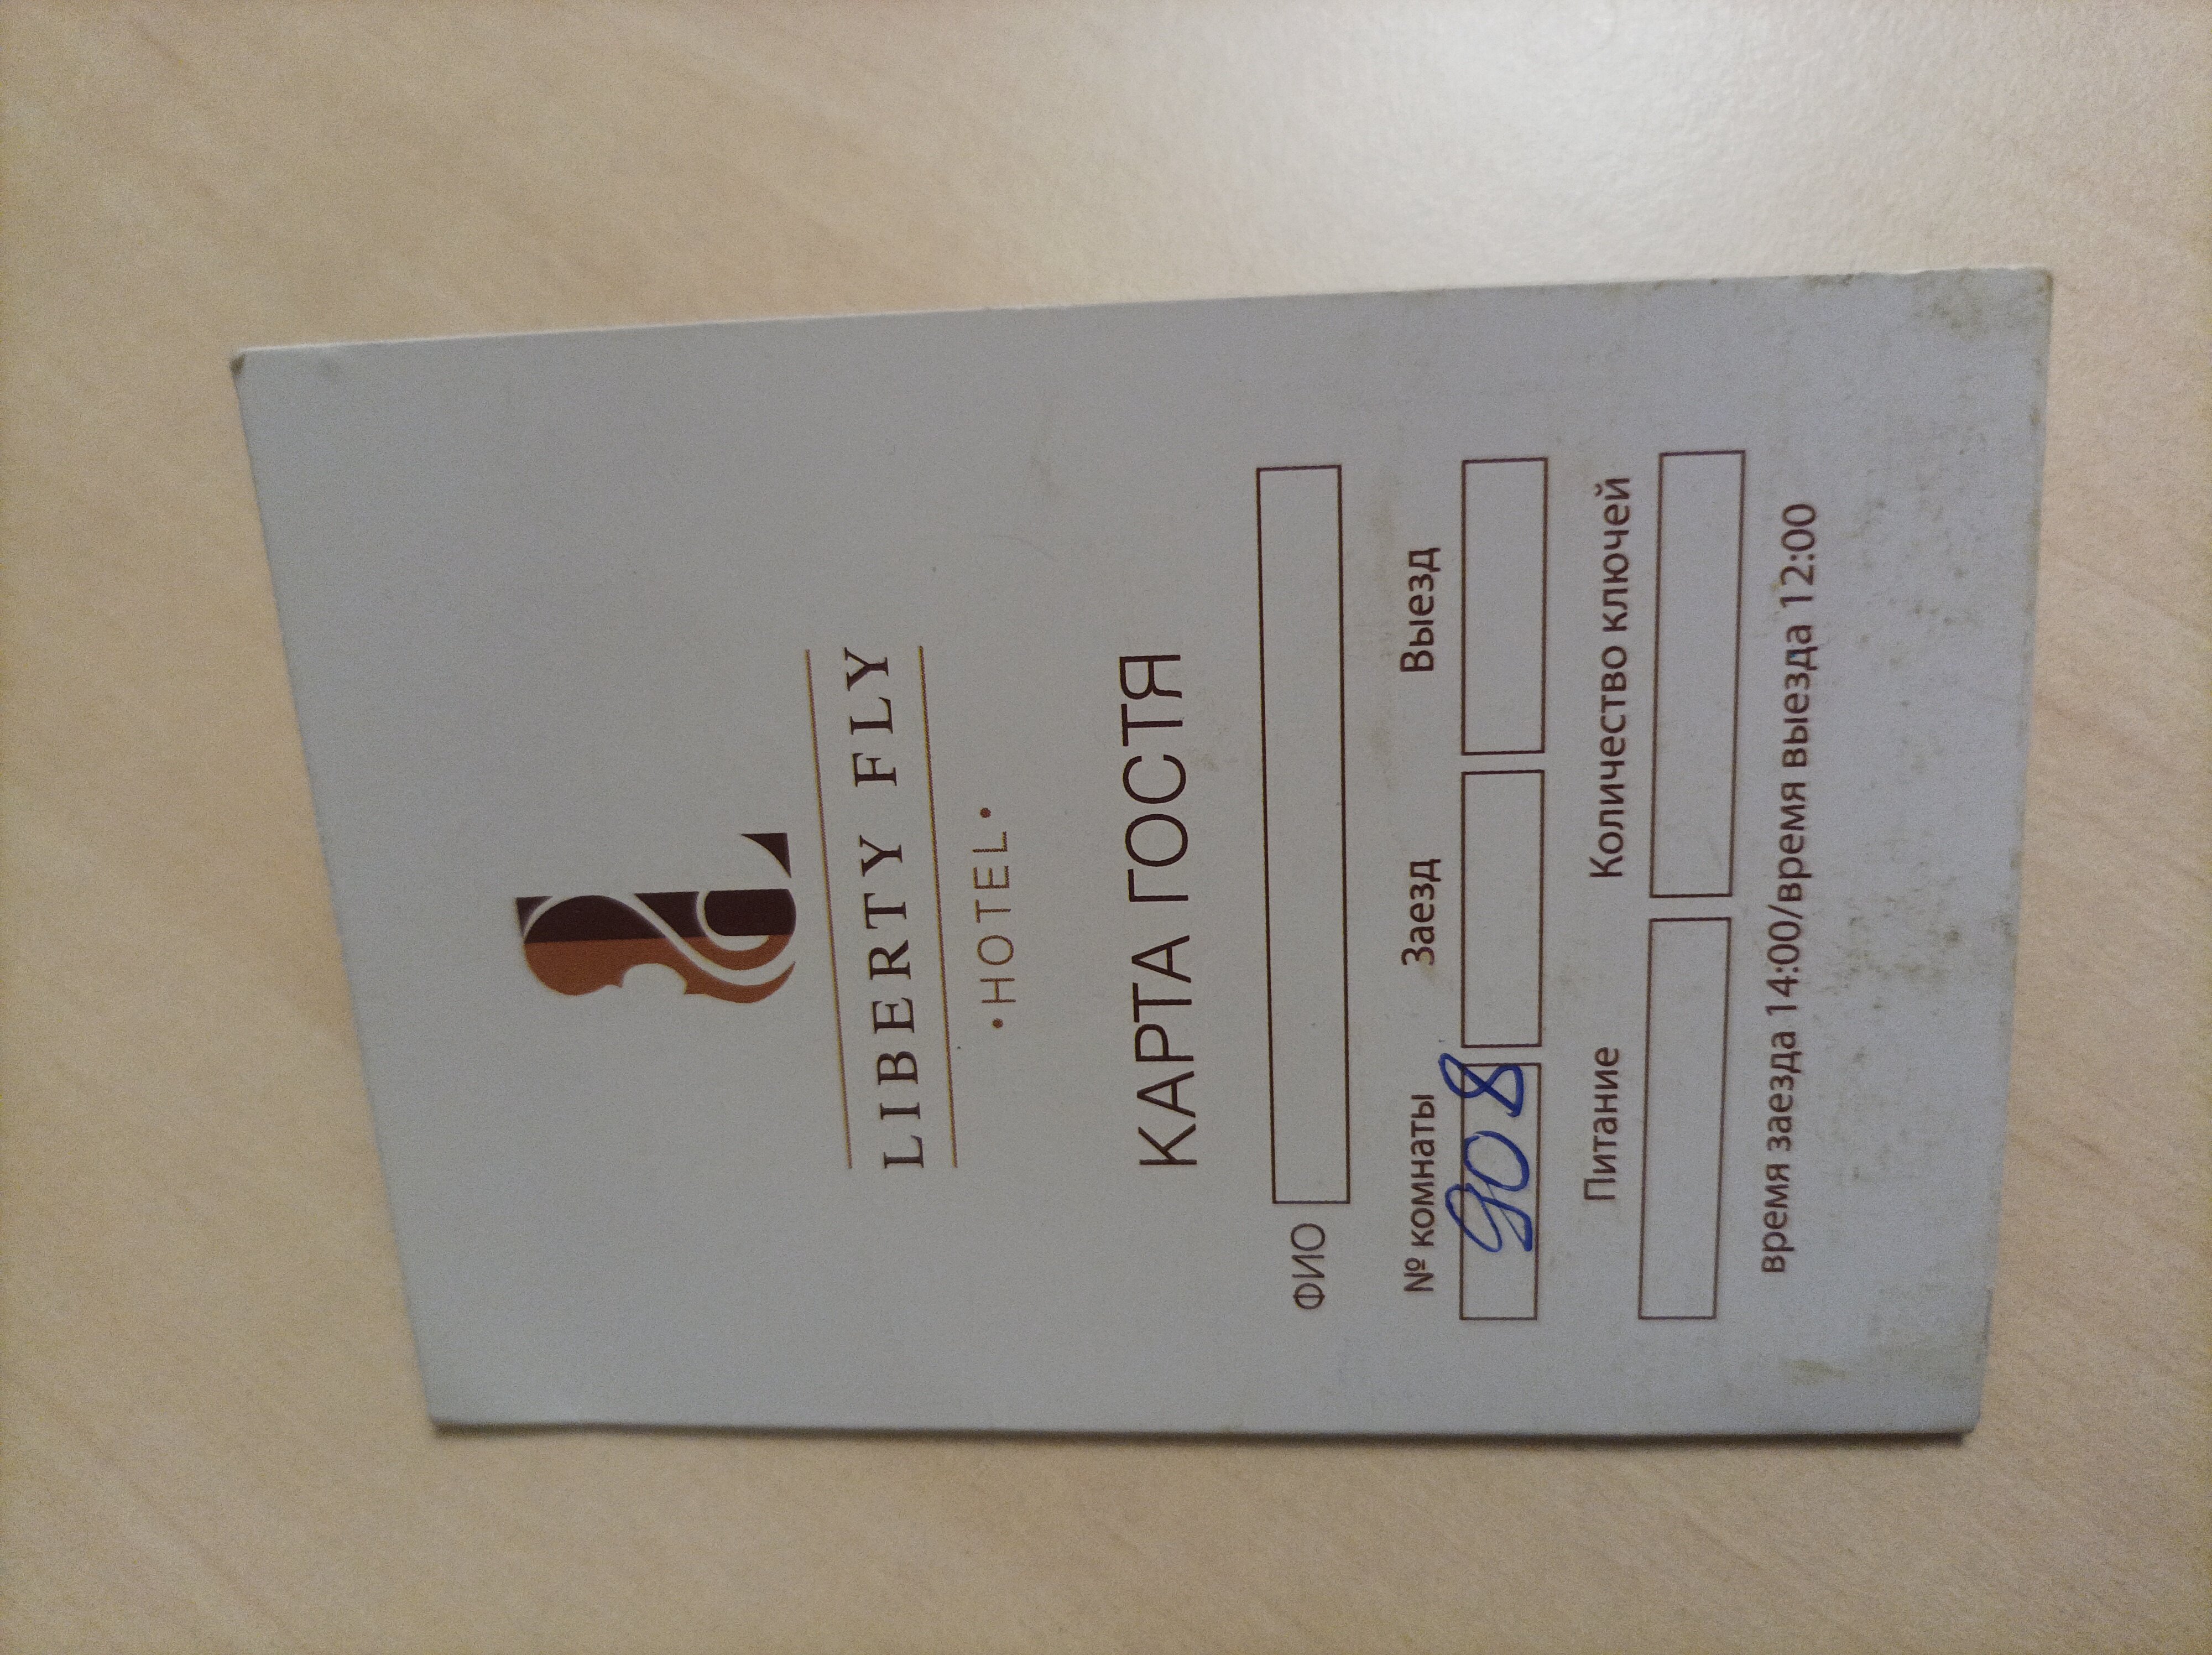 LIBERTY FLY
•HOTEL•
КАРТА ГОСТЯ
ФИО
№ комнаты Заезд Выезд
908
Питание Количество ключей
время заезда 14:00/время выезда 12:00